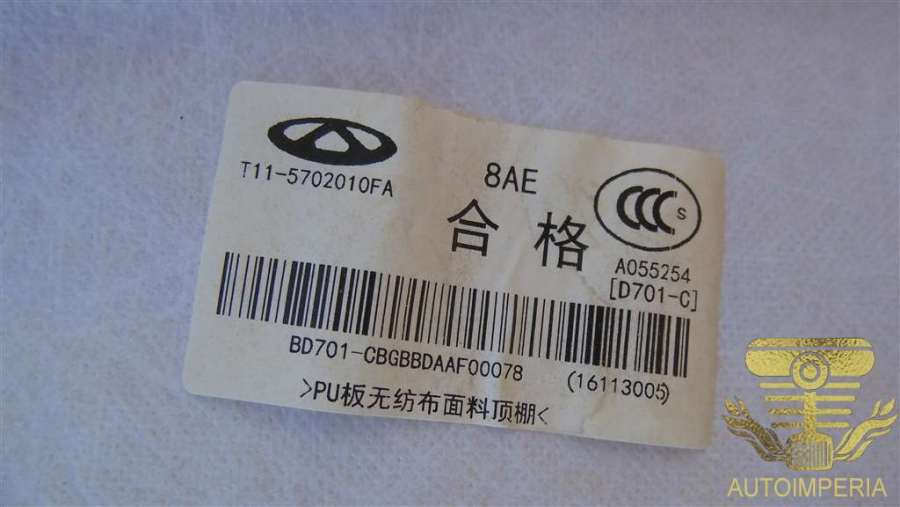 T11-5702010FA
8AE
合格
CCC S
A055254
[D701-C]
BD701-CBGBBDAAF00078
(16113005)
>PU板无纺布面料顶棚<
AUTOIMPERIA